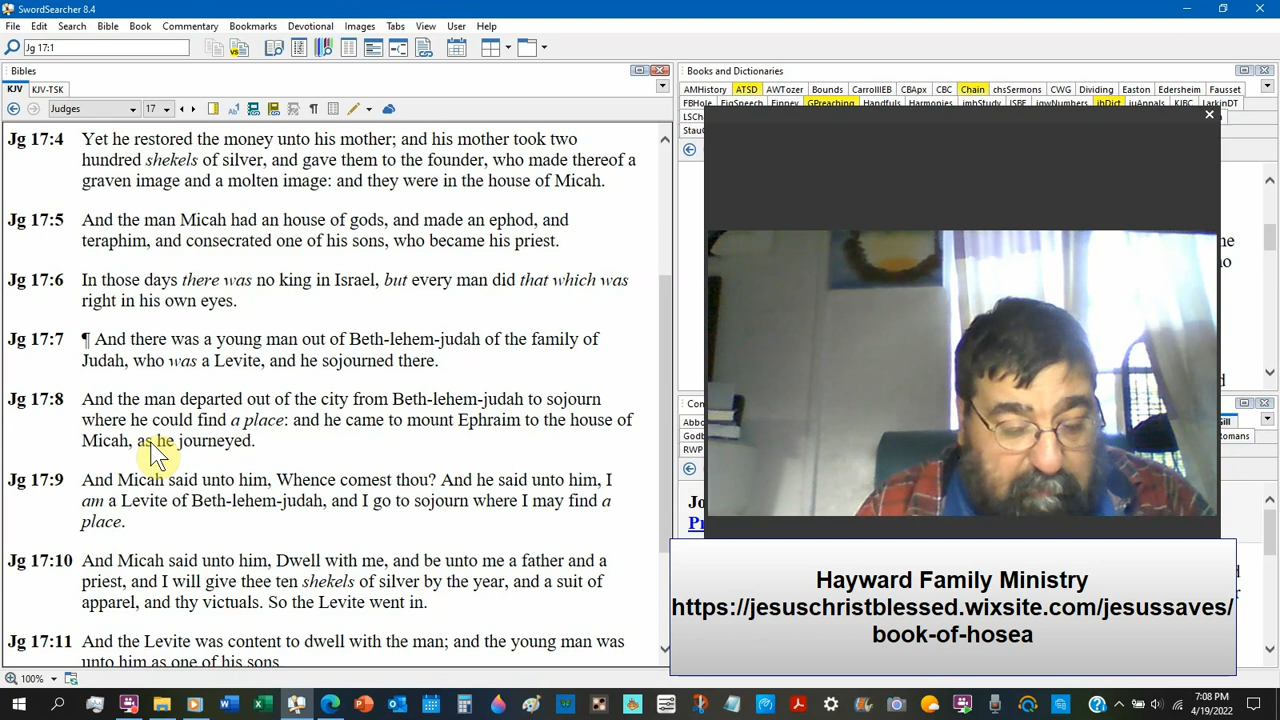 SwordSearcher 8.4
File Edit Search Bible Book Commentary Bookmarks Devotional Images Tabs View User Help
Jg 17:1
Bibles
KJV KJV-TSK
Judges 17
Jg 17:4 Yet he restored the money unto his mother; and his mother took two
hundred shekels of silver, and gave them to the founder, who made thereof a
graven image and a molten image: and they were in the house of Micah.
Jg 17:5 And the man Micah had an house of gods, and made an ephod, and
teraphim, and consecrated one of his sons, who became his priest.
Jg 17:6 In those days there was no king in Israel, but every man did that which was
right in his own eyes.
Jg 17:7 ¶ And there was a young man out of Beth-lehem-judah of the family of
Judah, who was a Levite, and he sojourned there.
Jg 17:8 And the man departed out of the city from Beth-lehem-judah to sojourn
where he could find a place: and he came to mount Ephraim to the house of
Micah, as he journeyed.
Jg 17:9 And Micah said unto him, Whence comest thou? And he said unto him, I
am a Levite of Beth-lehem-judah, and I go to sojourn where I may find a
place.
Jg 17:10 And Micah said unto him, Dwell with me, and be unto me a father and a
priest, and I will give thee ten shekels of silver by the year, and a suit of
apparel, and thy victuals. So the Levite went in.
Jg 17:11 And the Levite was content to dwell with the man; and the young man was
unto him as one of his sons
100%
Books and Dictionaries
AMHistory ATSD AWTozer Bounds CarrollIEB CBApx CBC Chain chsSermons CWG Dividing Easton Edersheim Fausset
FBHole FigSpeech Finney GPreaching Handfuls Harmonies ISBE KJBC LarkinDT
Romans
RWP
Hayward Family Ministry
https://jesuschristblessed.wixsite.com/jesussaves/
book-of-hosea
7:08 PM
4/19/2022